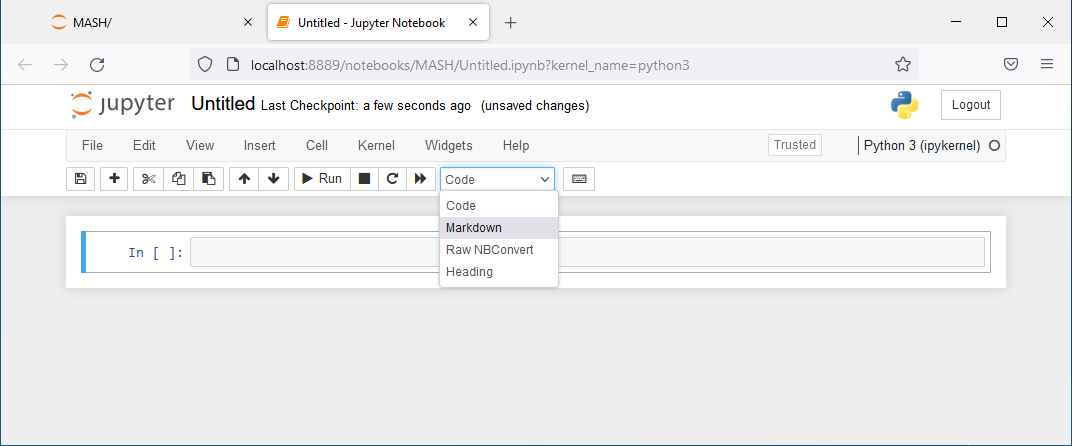 MASH/ Untitled - Jupyter Notebook
localhost:8889/notebooks/MASH/Untitled.ipynb?kernel_name=python3
jupyter Untitled Last Checkpoint: a few seconds ago (unsaved changes) Logout
File Edit View Insert Cell Kernel Widgets Help Trusted Python 3 (ipykernel)
Run Code
Code
Markdown
Raw NBConvert
Heading
In [ ]: